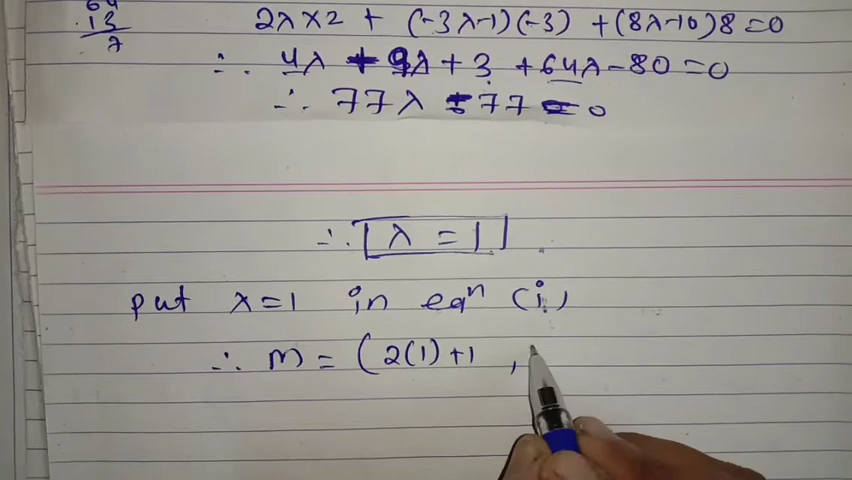 13
7
2λ×2 + (-3λ-1)(-3) + (8λ-10)8=0
∴ 4λ + 9λ + 3 + 64λ - 80 = 0
∴ 77λ - 77 = 0
∴ λ = 1
put λ=1 in eqⁿ (i)
∴ M = (2(1)+1 ,